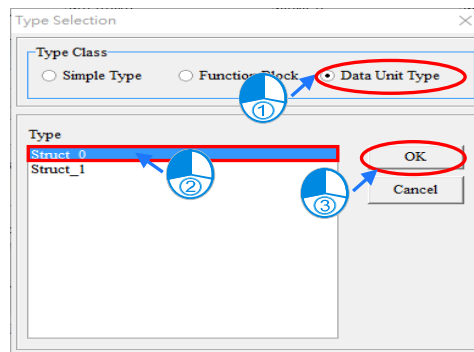 Type Selection
Type Class
Simple Type Function Block Data Unit Type
①
Type
Struct_0
Struct_1
OK
②
Cancel
③